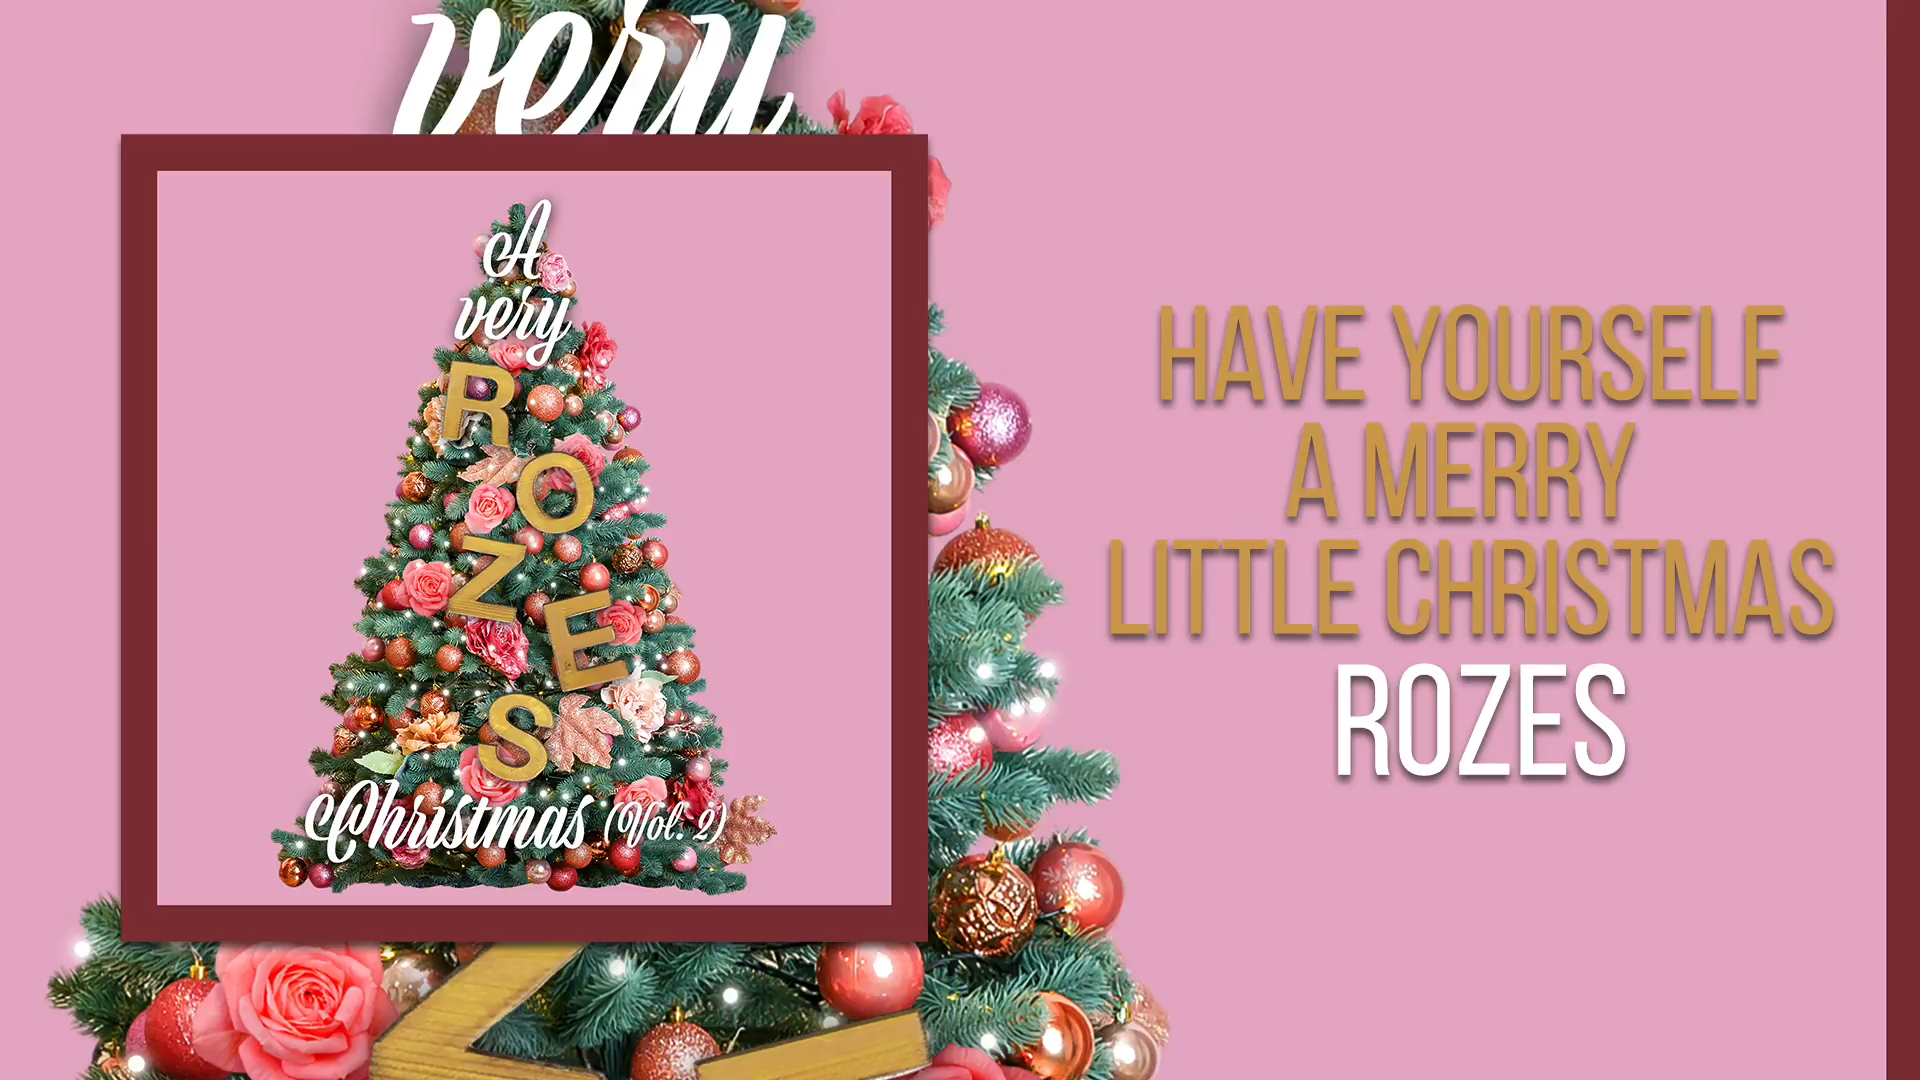 very
A
very
ROZES
Christmas (Vol. 2)
HAVE YOURSELF
A MERRY
LITTLE CHRISTMAS
ROZES